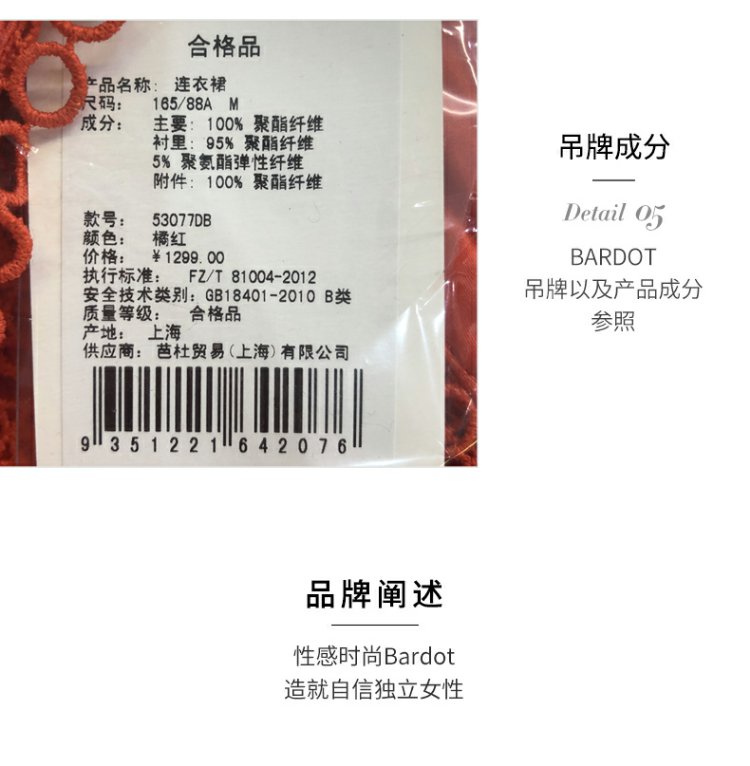 合格品
产品名称: 连衣裙
尺码: 165/88A M
成分: 主要: 100% 聚酯纤维
衬里: 95% 聚酯纤维
5% 聚氨酯弹性纤维
附件: 100% 聚酯纤维
款号: 53077DB
颜色: 橘红
价格: ¥1299.00
执行标准: FZ/T 81004-2012
安全技术类别: GB18401-2010 B类
质量等级: 合格品
产地: 上海
供应商: 芭杜贸易(上海)有限公司
9 351221 642076
吊牌成分
Detail 05
BARDOT
吊牌以及产品成分
参照
品牌阐述
性感时尚Bardot
造就自信独立女性